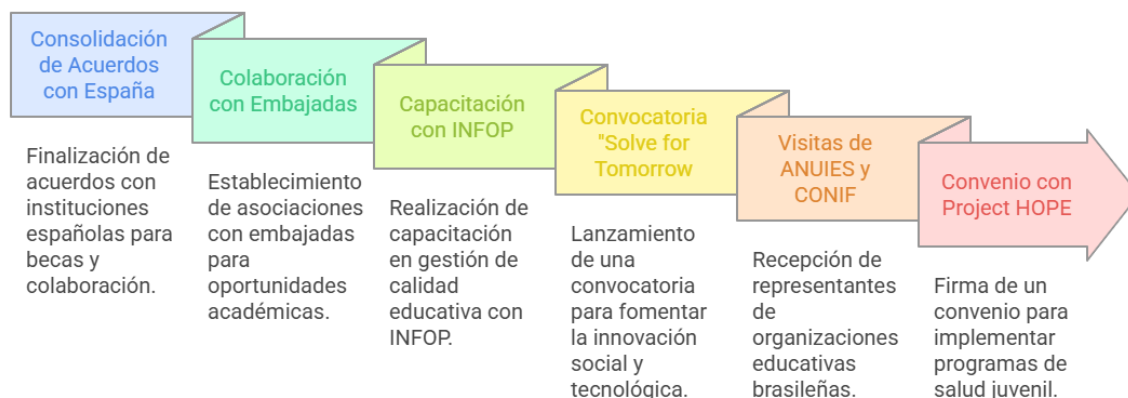 Consolidación
de Acuerdos
con España
Finalización de
acuerdos con
instituciones
españolas para
becas y
colaboración.
Colaboración
con Embajadas
Establecimiento
de asociaciones
con embajadas
para
oportunidades
académicas.
Capacitación
con INFOP
Realización de
capacitación
en gestión de
calidad
educativa con
INFOP.
Convocatoria
"Solve for
Tomorrow
Lanzamiento
de una
convocatoria
para fomentar
la innovación
social y
tecnológica.
Visitas de
ANUIES y
CONIF
Recepción de
representantes
de
organizaciones
educativas
brasileñas.
Convenio con
Project HOPE
Firma de un
convenio para
implementar
programas de
salud juvenil.